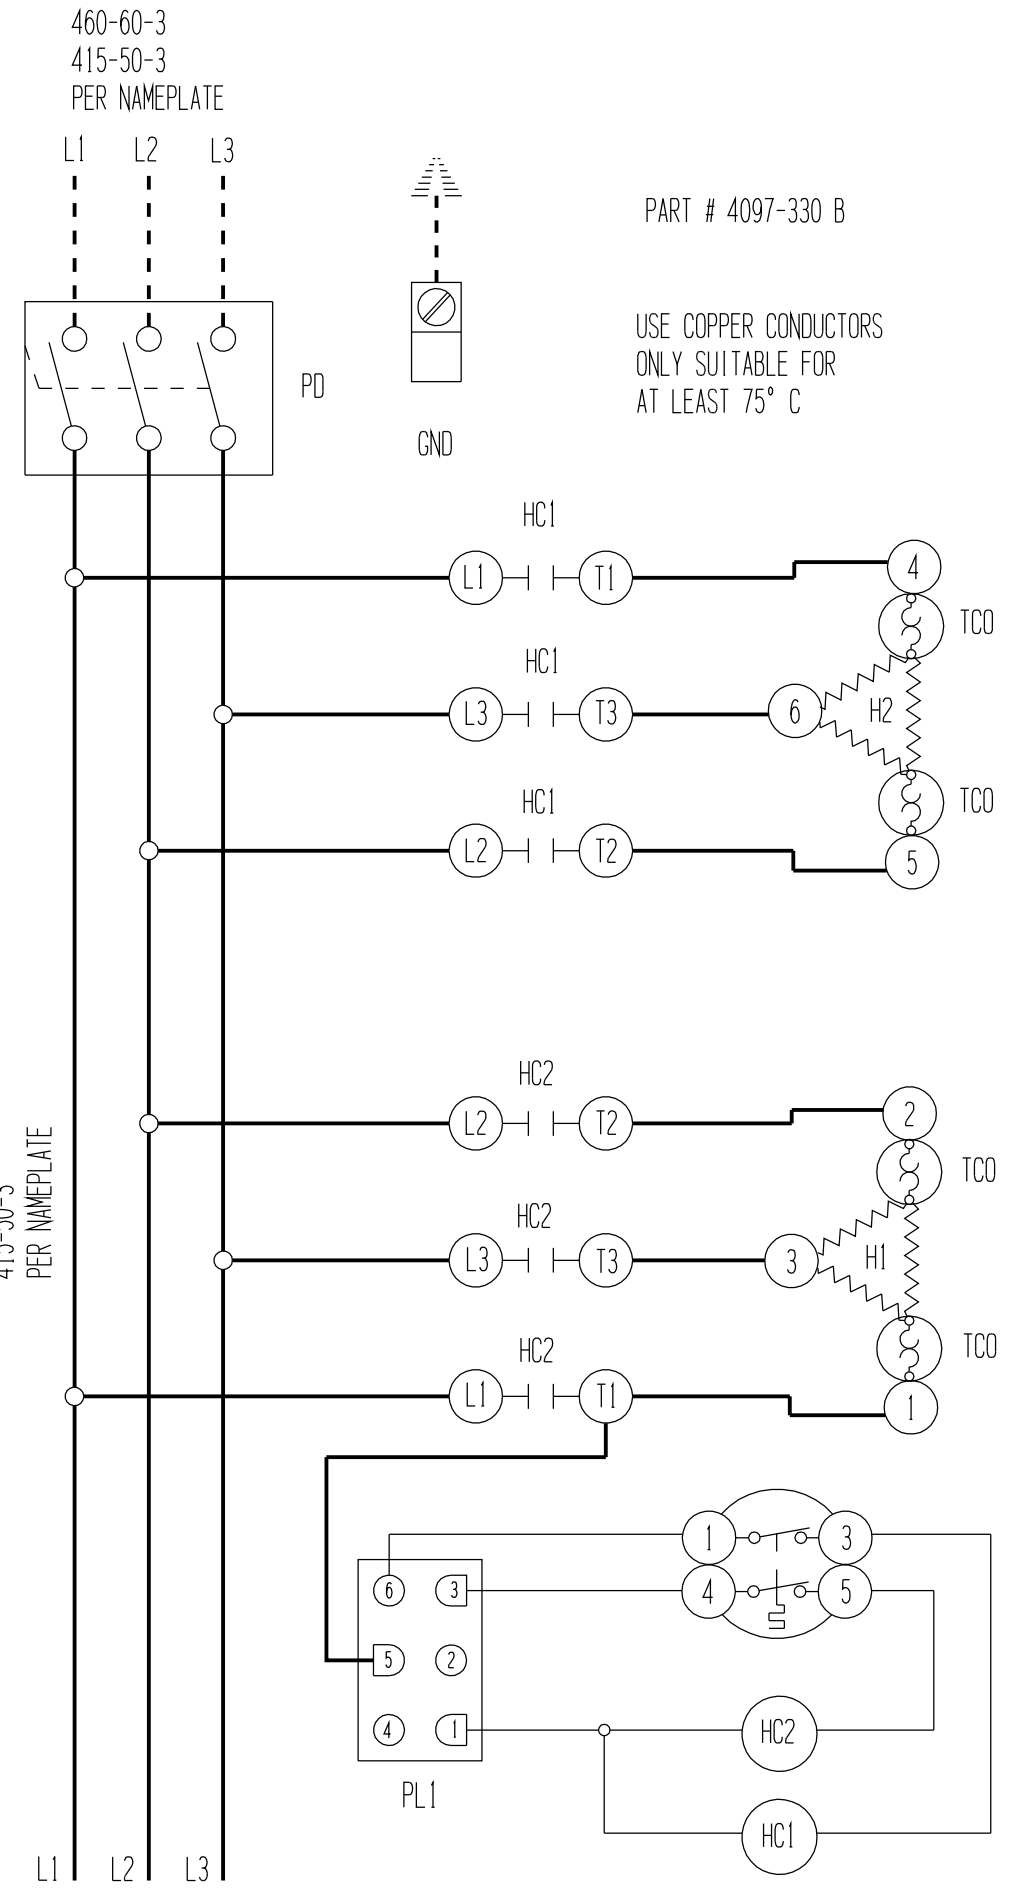 460-60-3
415-50-3
PER NAMEPLATE
L1 L2 L3
PART # 4097-330 B
USE COPPER CONDUCTORS
ONLY SUITABLE FOR
AT LEAST 75° C
PD
GND
HC1
L1 T1 4
TCO
HC1
L3 T3 6 H2
HC1 TCO
L2 T2 5
HC2
L2 T2 2
415-50-3
PER NAMEPLATE
TCO
HC2
L3 T3 3 H1
HC2 TCO
L1 T1 1
1 3
6 3 4 5
5 2
4 1 HC2
PL1
HC1
L1 L2 L3